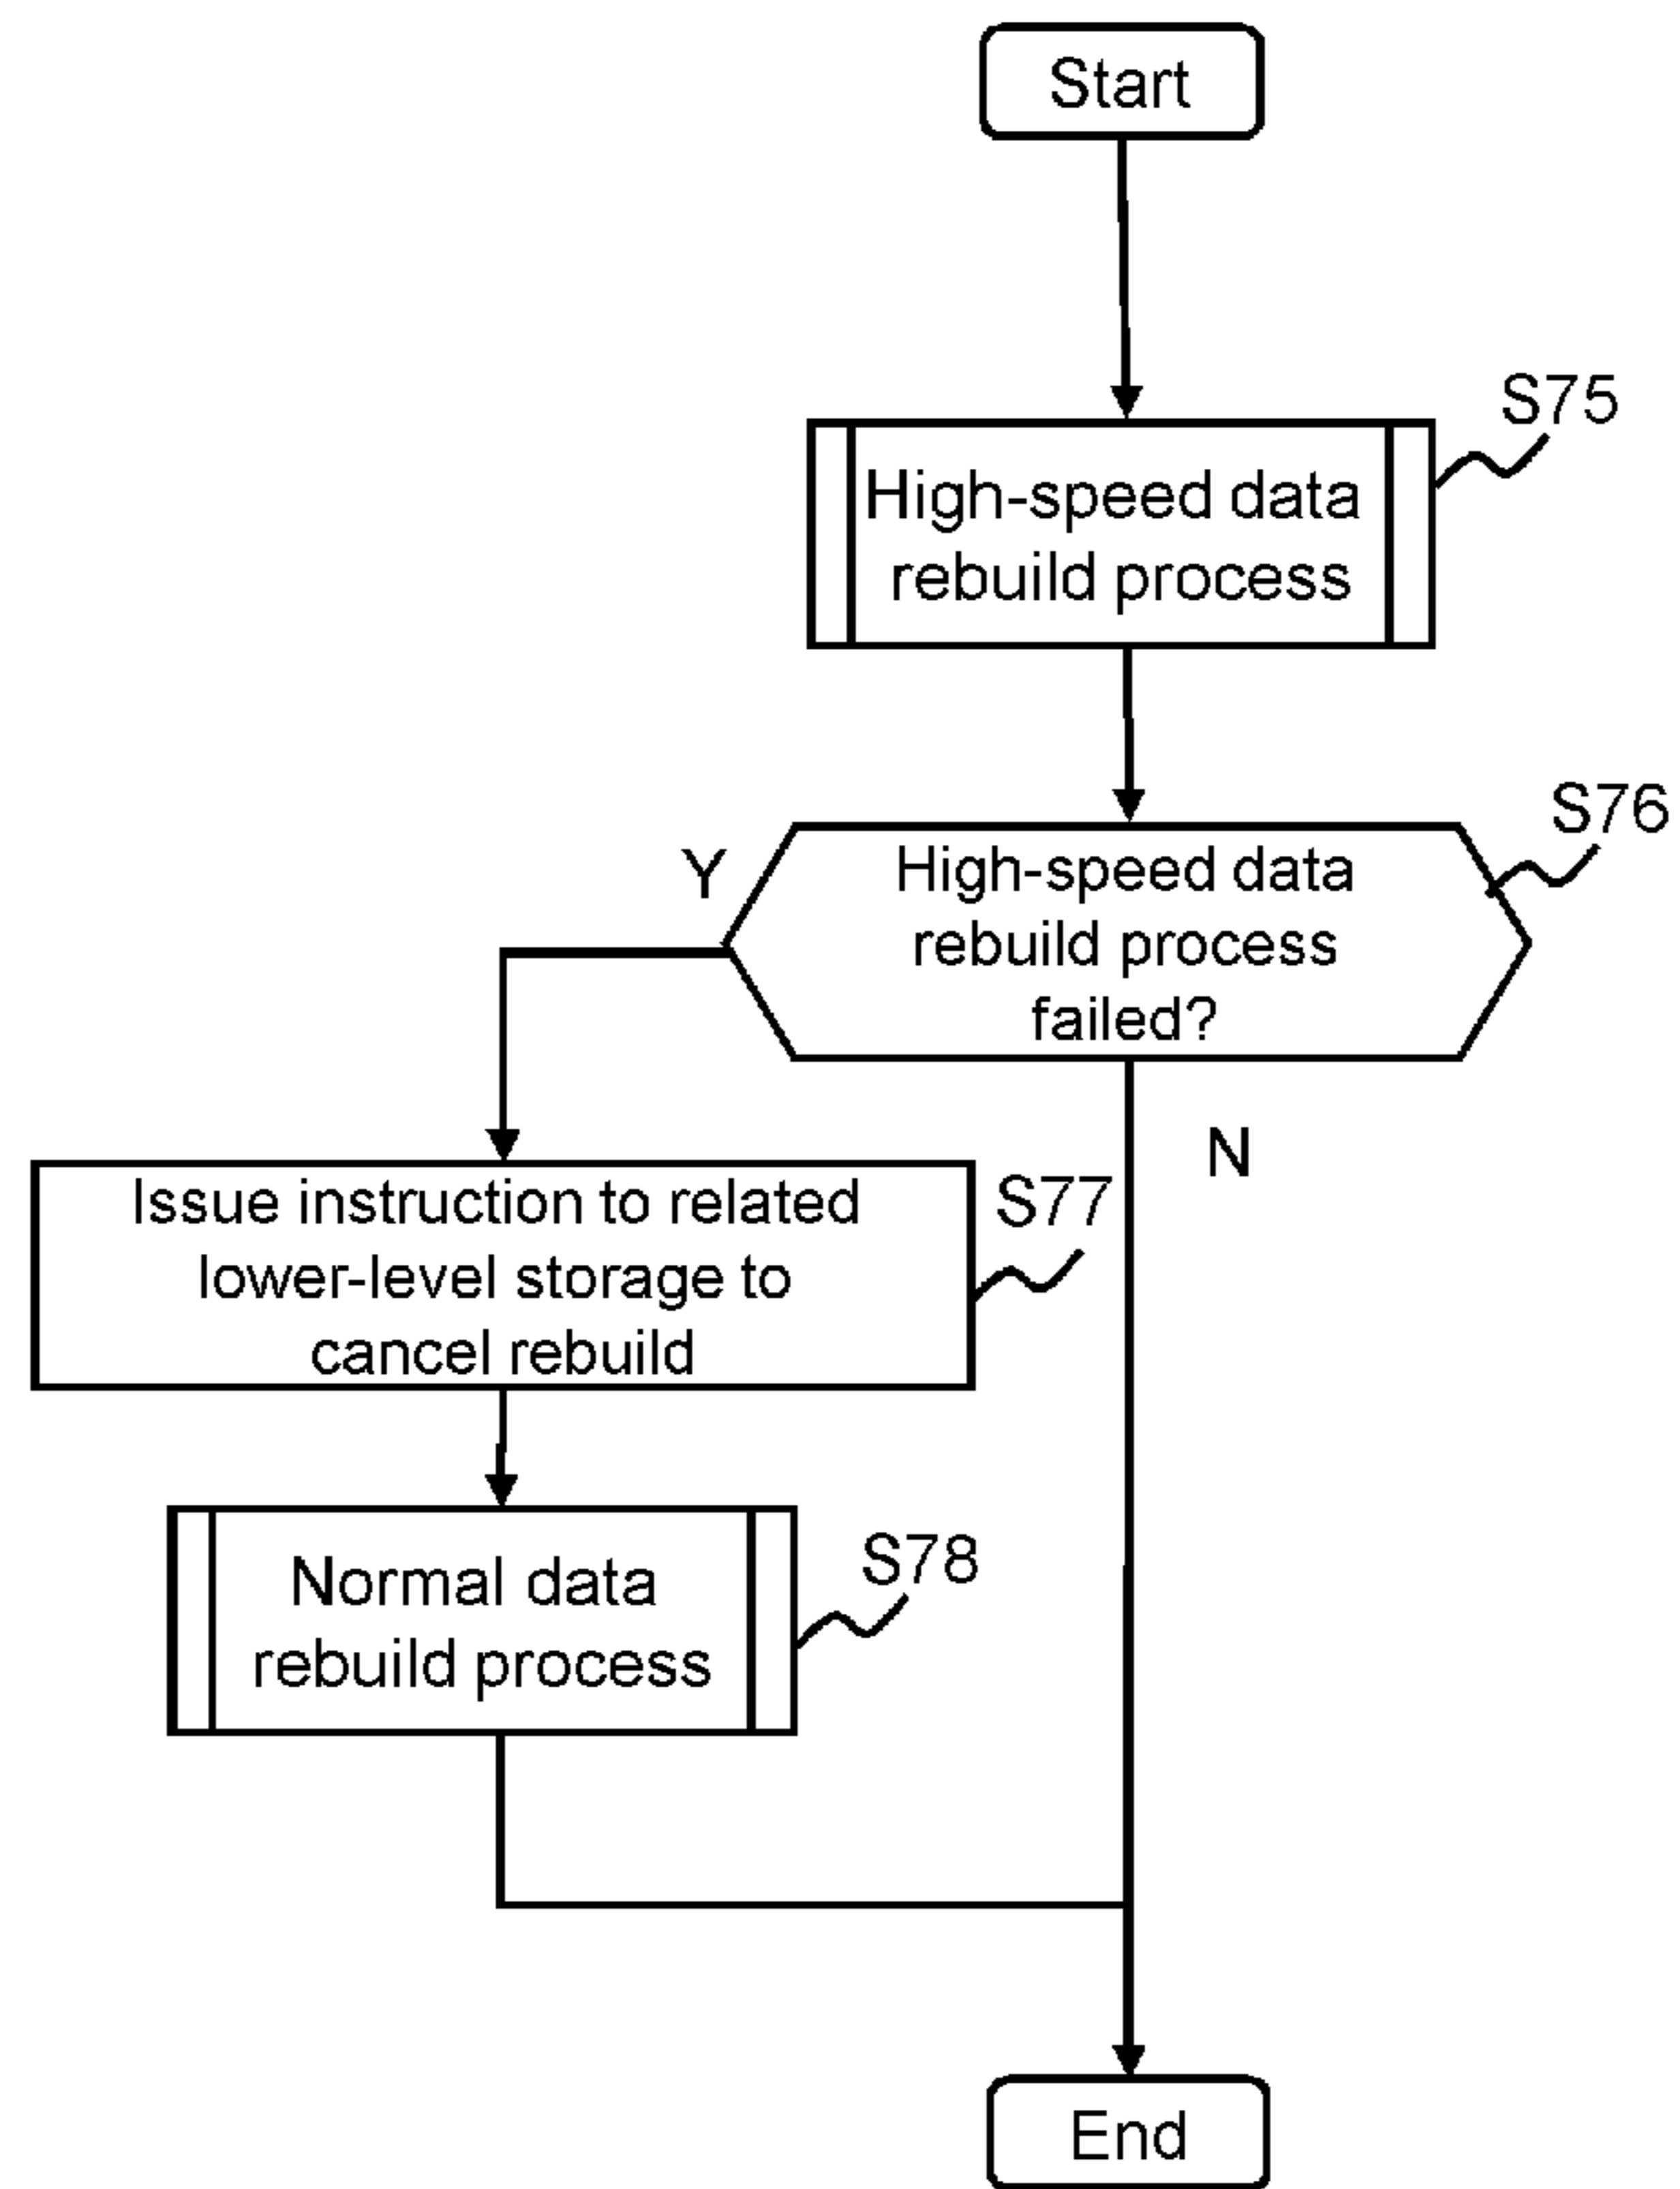 Start
S75
High-speed data
rebuild process
S76
Y
High-speed data
rebuild process
failed?
N
Issue instruction to related
lower-level storage to
cancel rebuild
S77
Normal data
rebuild process
S78
End